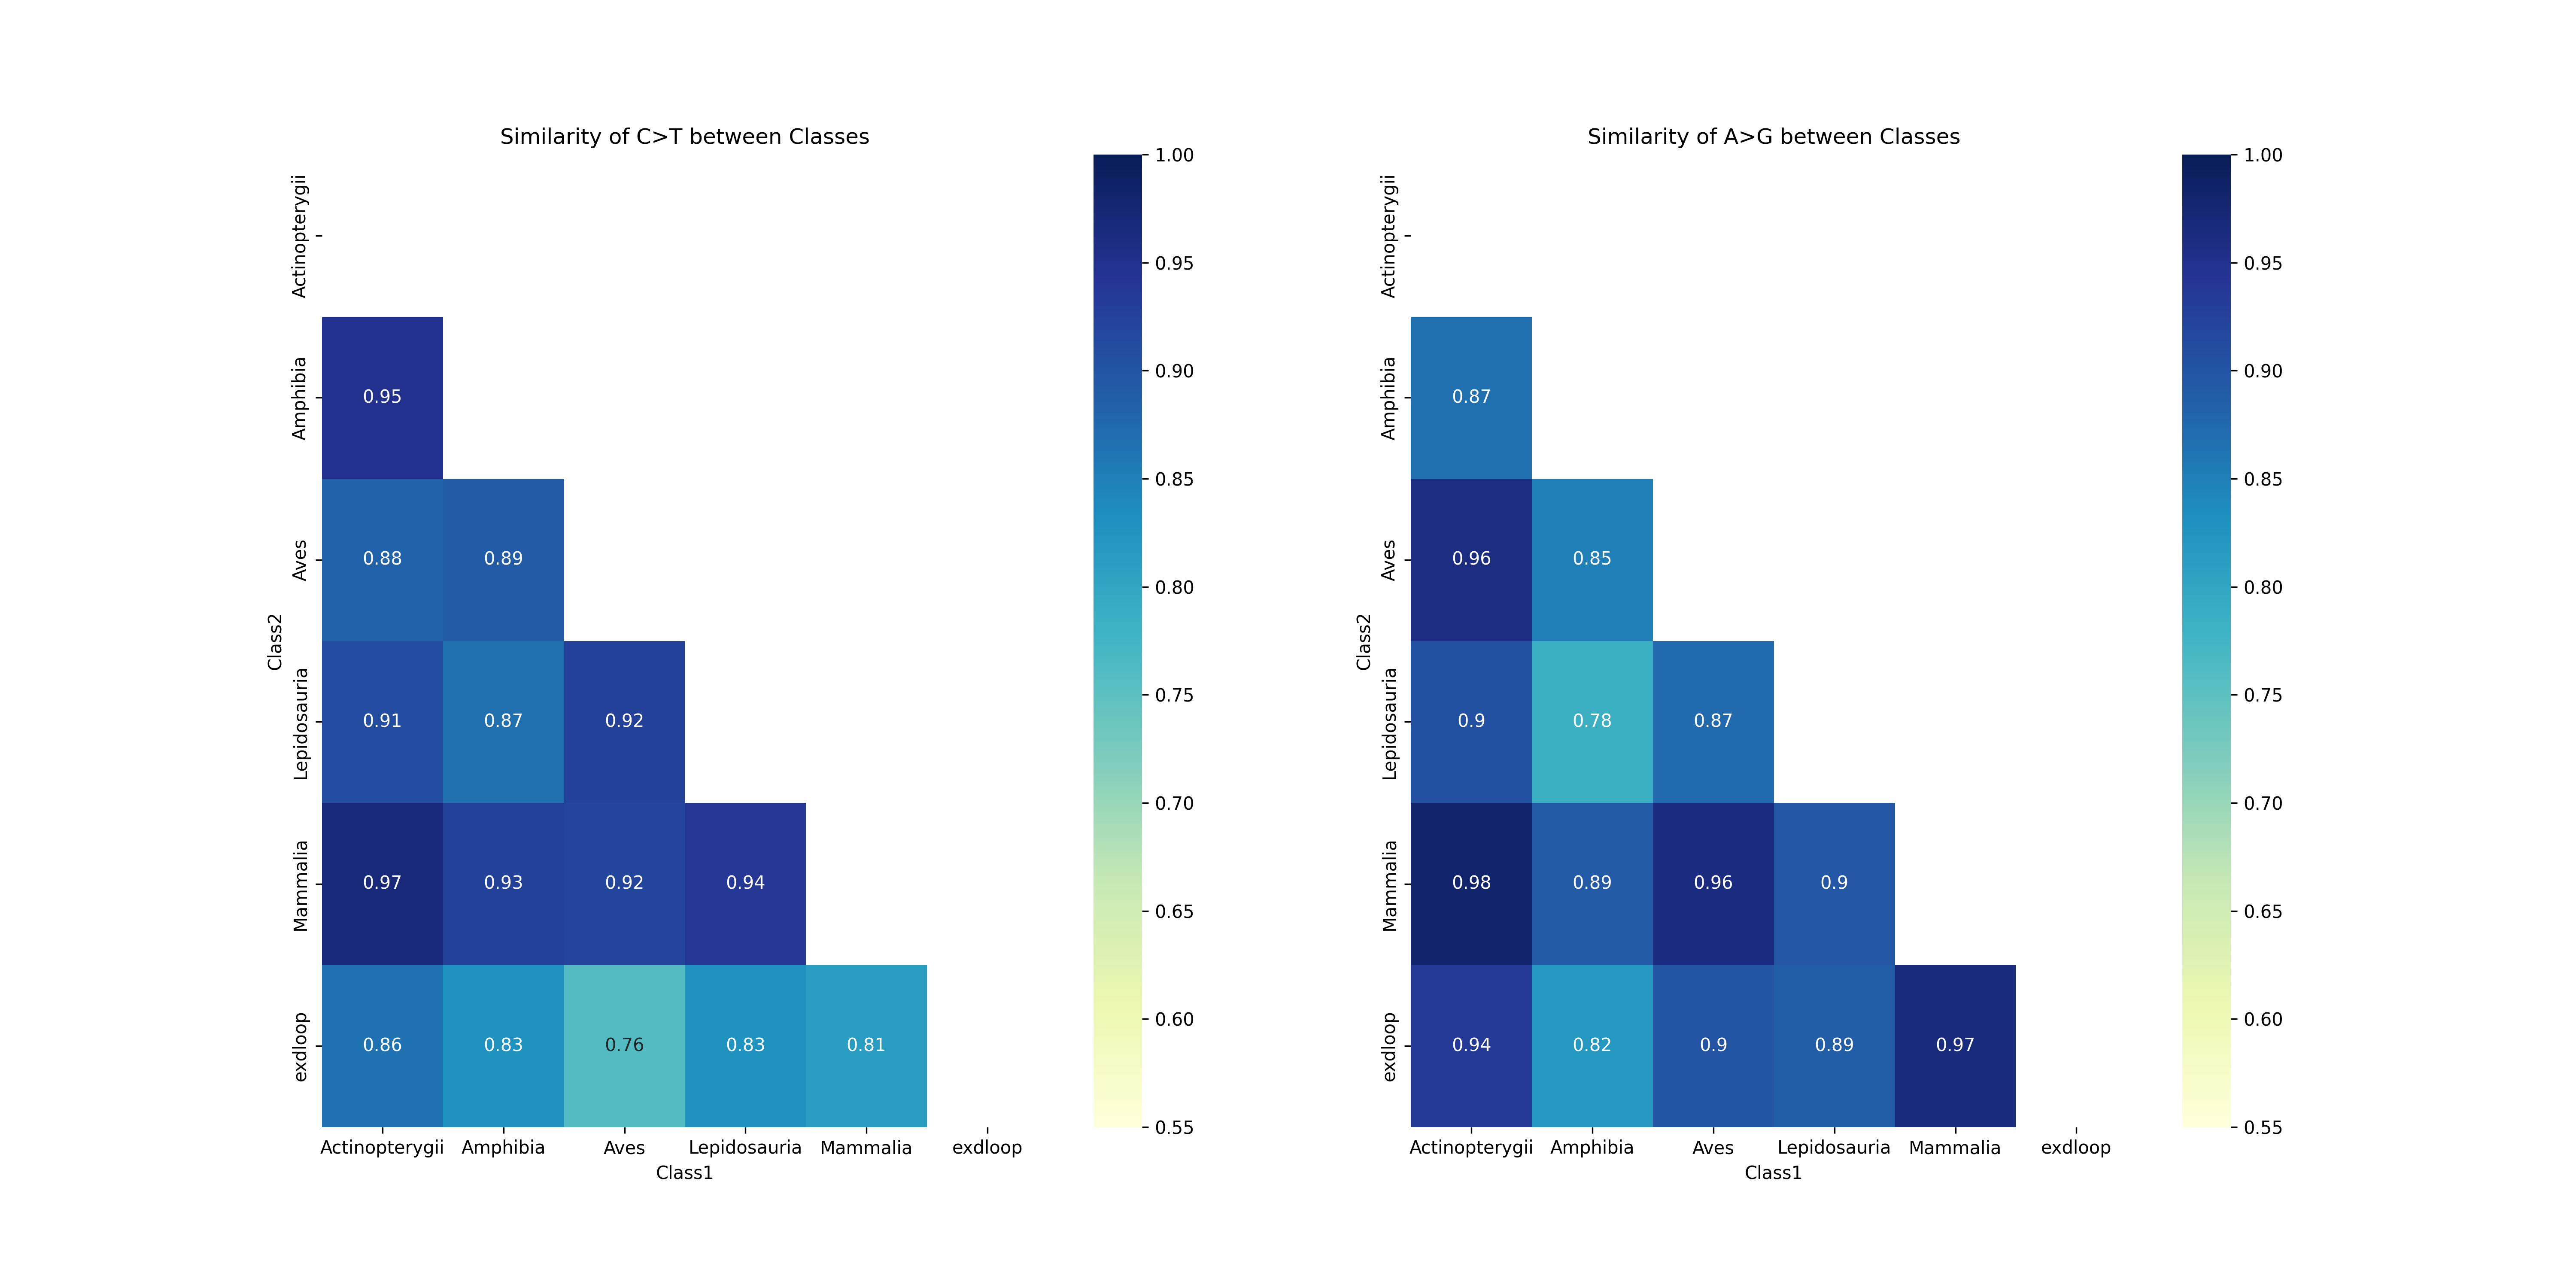 Similarity of C>T between Classes
Actinopterygii
Amphibia
Aves
Lepidosauria
Mammalia
exdloop
Class2
0.95
0.88 0.89
0.91 0.87 0.92
0.97 0.93 0.92 0.94
0.86 0.83 0.76 0.83 0.81
Actinopterygii Amphibia Aves Lepidosauria Mammalia exdloop
Class1
1.00
0.95
0.90
0.85
0.80
0.75
0.70
0.65
0.60
0.55
Similarity of A>G between Classes
Actinopterygii
Amphibia
Aves
Lepidosauria
Mammalia
exdloop
Class2
0.87
0.96 0.85
0.9 0.78 0.87
0.98 0.89 0.96 0.9
0.94 0.82 0.9 0.89 0.97
Actinopterygii Amphibia Aves Lepidosauria Mammalia exdloop
Class1
1.00
0.95
0.90
0.85
0.80
0.75
0.70
0.65
0.60
0.55